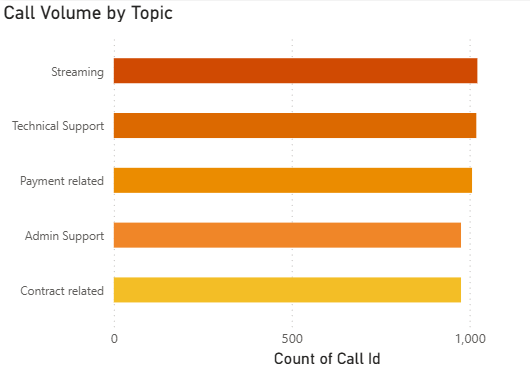 Call Volume by Topic
Streaming
Technical Support
Payment related
Admin Support
Contract related
0 500 1,000
Count of Call Id